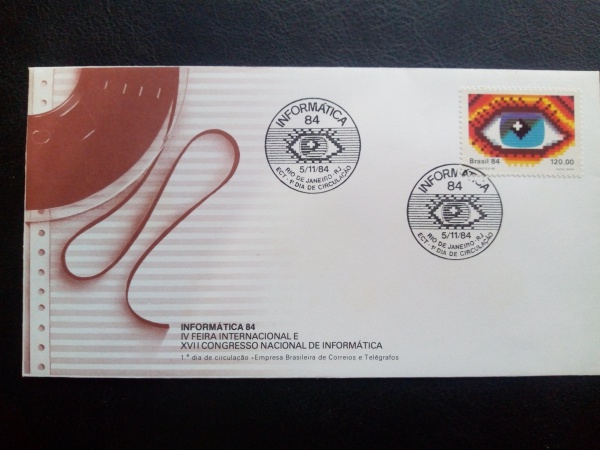 INFORMÁTICA
84
5/11/84
RIO DE JANEIRO-RJ
ECT-1º DIA DE CIRCULAÇÃO
Brasil 84
120,00
INFORMÁTICA
84
5/11/84
RIO DE JANEIRO-RJ
ECT-1º DIA DE CIRCULAÇÃO
INFORMÁTICA 84
IV FEIRA INTERNACIONAL E
XVII CONGRESSO NACIONAL DE INFORMÁTICA
1.º dia de circulação - Empresa Brasileira de Correios e Telégrafos